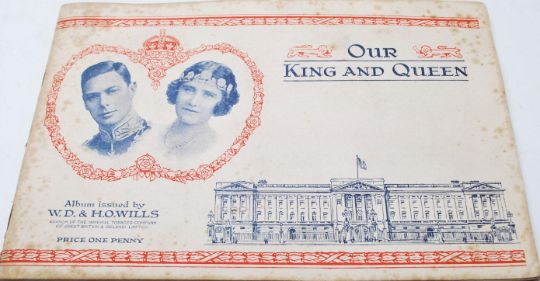 OUR
KING AND QUEEN
Album issued by
W.D. & H.O.WILLS
BRANCH OF THE IMPERIAL TOBACCO COMPANY
OF GREAT BRITAIN & IRELAND, LIMITED
PRICE ONE PENNY